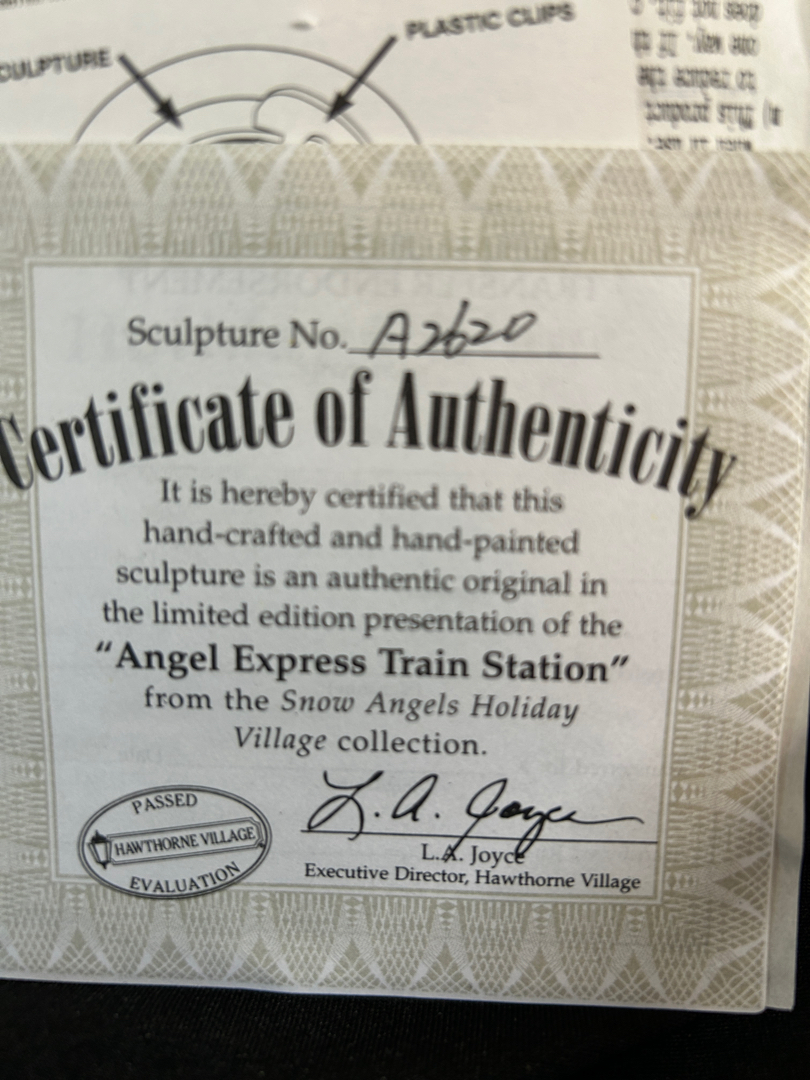 SCULPTURE
PLASTIC CLIPS
Sculpture No. A2620
Certificate of Authenticity
It is hereby certified that this
hand-crafted and hand-painted
sculpture is an authentic original in
the limited edition presentation of the
"Angel Express Train Station"
from the Snow Angels Holiday
Village collection.
PASSED
HAWTHORNE VILLAGE
EVALUATION
L. A. Joyce
L.A. Joyce
Executive Director, Hawthorne Village